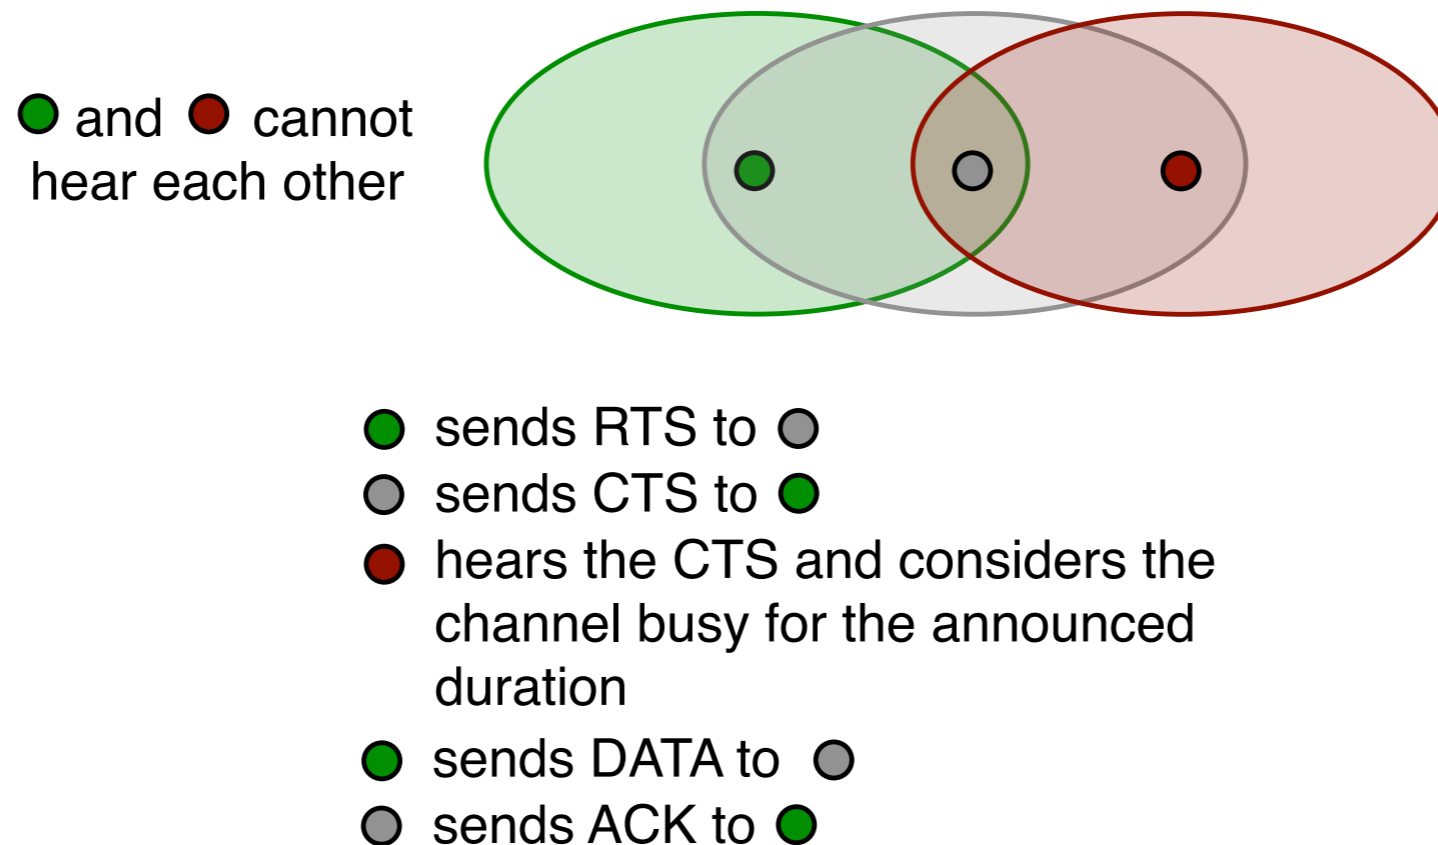 and cannot
hear each other
sends RTS to
sends CTS to
hears the CTS and considers the
channel busy for the announced
duration
sends DATA to
sends ACK to